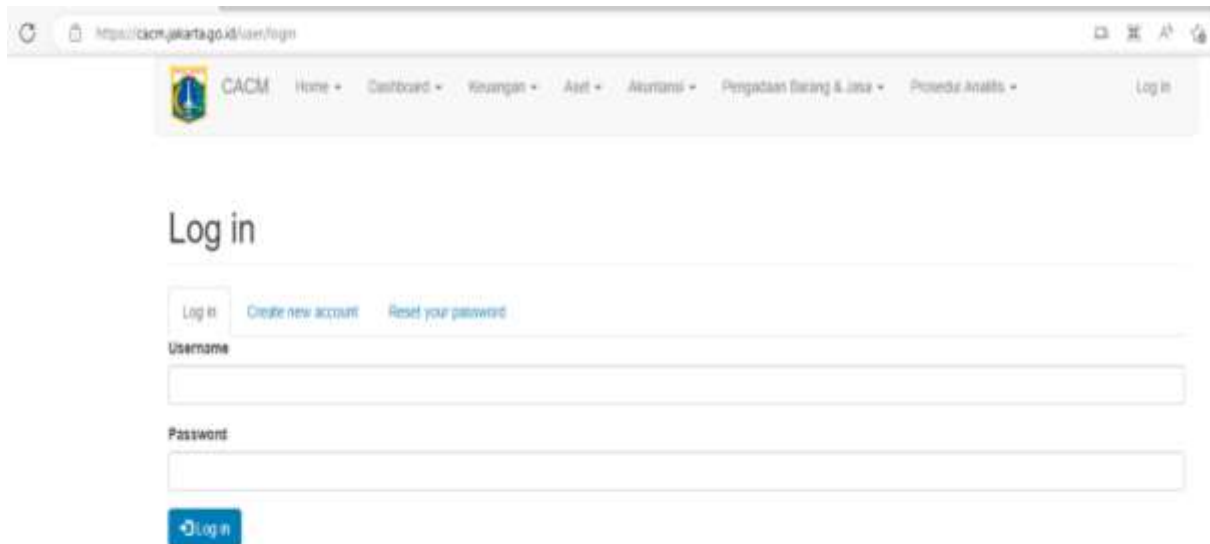 https://cacm.jakarta.go.id/user/login
CACM Home Dashboard Keuangan Aset Akuntansi Pengadaan Barang & Jasa Prosedur Analitis Log in
Log in
Log in Create new account Reset your password
Username
Password
Log in